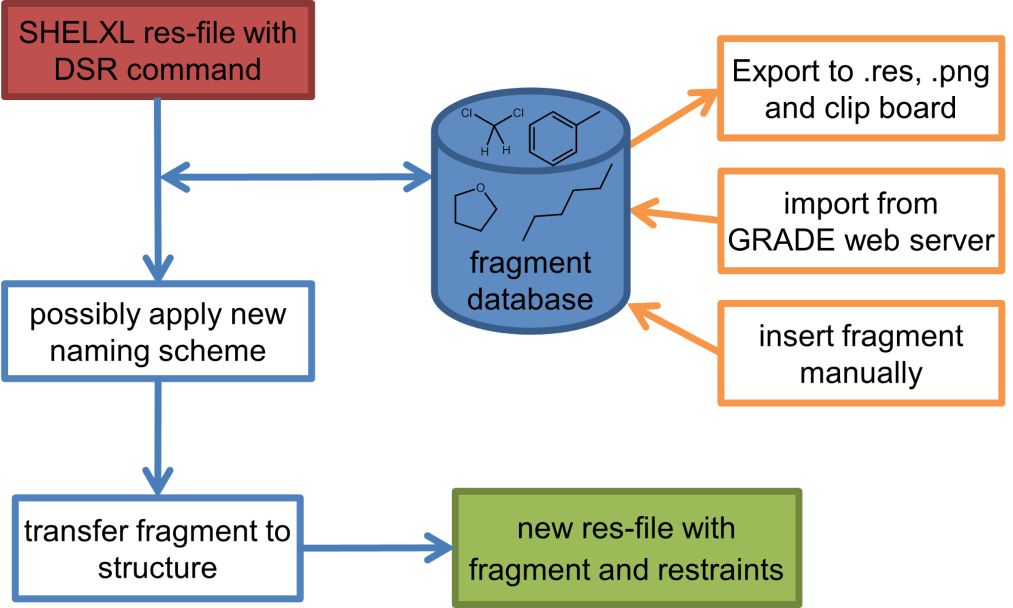 SHELXL res-file with
DSR command
Export to .res, .png
and clip board
Cl
Cl
H
H
O
import from
GRADE web server
fragment
database
possibly apply new
naming scheme
insert fragment
manually
transfer fragment to
structure
new res-file with
fragment and restraints